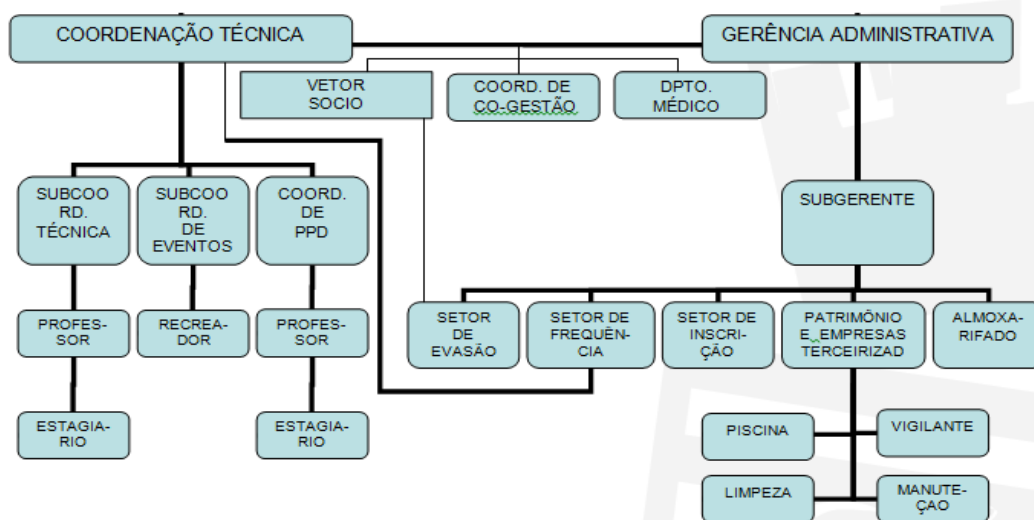 COORDENAÇÃO TÉCNICA
GERÊNCIA ADMINISTRATIVA
VETOR
SOCIO
COORD. DE
CO-GESTÃO
DPTO.
MÉDICO
SUBCOO
RD.
TÉCNICA
SUBCOO
RD.
DE
EVENTOS
COORD.
DE
PPD
SUBGERENTE
PROFES-
SOR
RECREA-
DOR
PROFES-
SOR
SETOR
DE
EVASÃO
SETOR DE
FREQUÊN-
CIA
SETOR DE
INSCRI-
ÇÃO
PATRIMÔNIO
E EMPRESAS
TERCEIRIZAD
ALMOXA-
RIFADO
ESTAGIA-
RIO
ESTAGIA-
RIO
PISCINA
VIGILANTE
LIMPEZA
MANUTE-
ÇAO